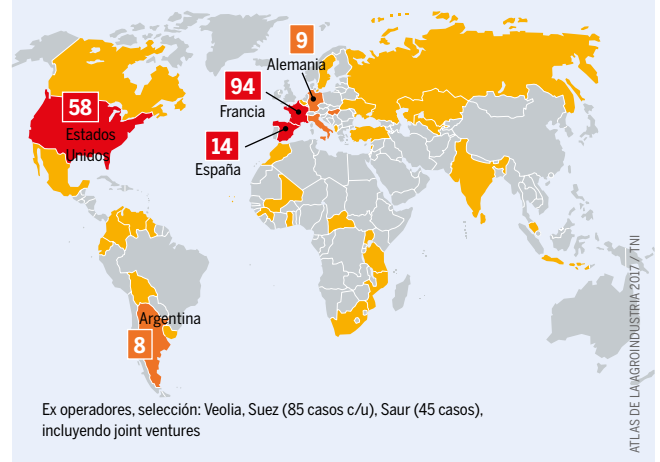 9
Alemania
94
Francia
58
Estados
Unidos
14
España
Argentina
8
Ex operadores, selección: Veolia, Suez (85 casos c/u), Saur (45 casos),
incluyendo joint ventures
ATLAS DE LA AGROINDUSTRIA 2017 / TNI